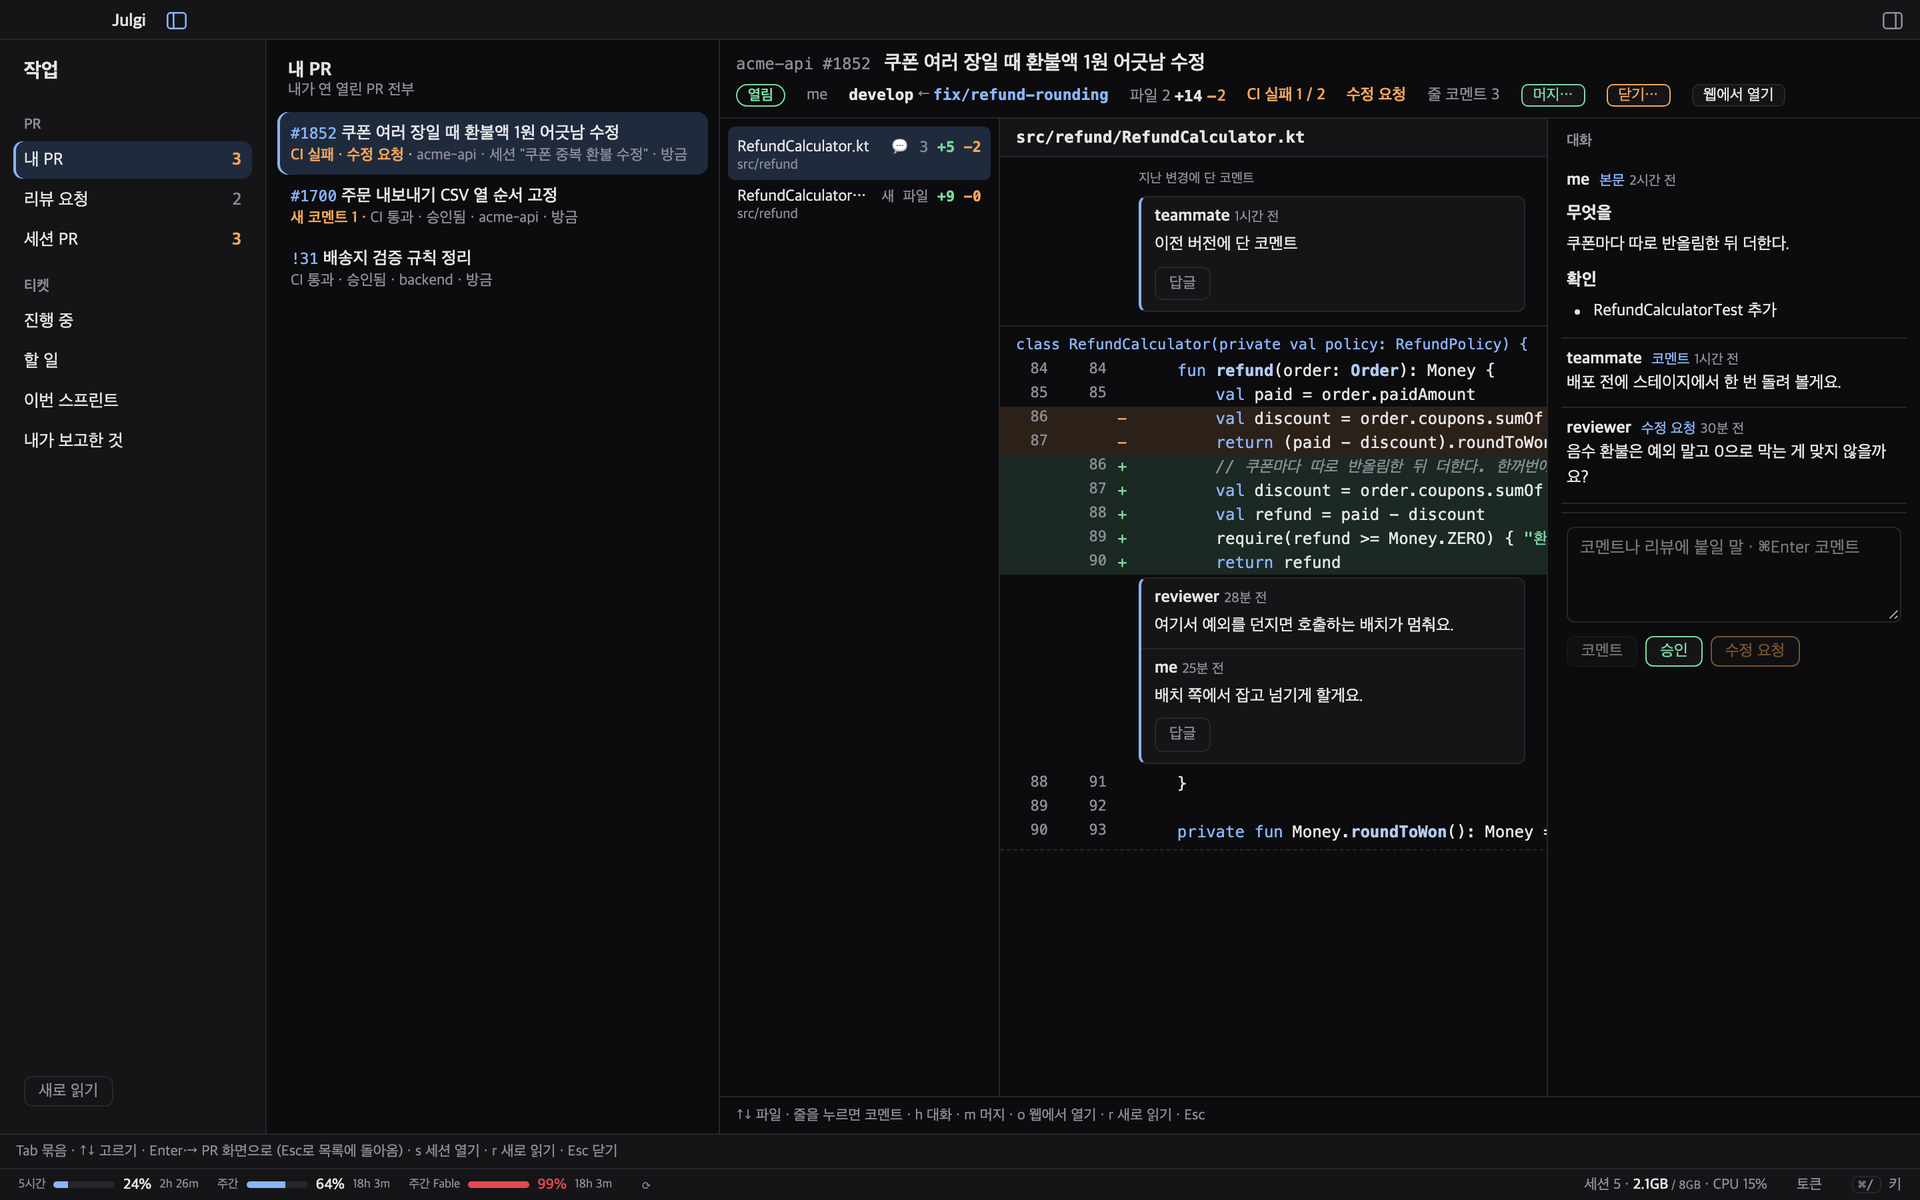 Julgi
작업
PR
내 PR 3
리뷰 요청 2
세션 PR 3
티켓
진행 중
할 일
이번 스프린트
내가 보고한 것
새로 읽기
내 PR
내가 연 열린 PR 전부
#1852 쿠폰 여러 장일 때 환불액 1원 어긋남 수정
CI 실패 · 수정 요청 · acme-api · 세션 "쿠폰 중복 환불 수정" · 방금
#1700 주문 내보내기 CSV 열 순서 고정
새 코멘트 1 · CI 통과 · 승인됨 · acme-api · 방금
!31 배송지 검증 규칙 정리
CI 통과 · 승인됨 · backend · 방금
acme-api #1852 쿠폰 여러 장일 때 환불액 1원 어긋남 수정
열림 me develop ← fix/refund-rounding 파일 2 +14 −2 CI 실패 1 / 2 수정 요청 줄 코멘트 3 머지… 닫기… 웹에서 열기
RefundCalculator.kt 💬 3 +5 −2
src/refund
RefundCalculator… 새 파일 +9 −0
src/refund
src/refund/RefundCalculator.kt
지난 변경에 단 코멘트
teammate 1시간 전
이전 버전에 단 코멘트
답글
class RefundCalculator(private val policy: RefundPolicy) {
84 84 fun refund(order: Order): Money {
85 85 val paid = order.paidAmount
86 − val discount = order.coupons.sumOf
87 − return (paid − discount).roundToWon
86 + // 쿠폰마다 따로 반올림한 뒤 더한다. 한꺼번에
87 + val discount = order.coupons.sumOf
88 + val refund = paid − discount
89 + require(refund >= Money.ZERO) { "환
90 + return refund
reviewer 28분 전
여기서 예외를 던지면 호출하는 배치가 멈춰요.
me 25분 전
배치 쪽에서 잡고 넘기게 할게요.
답글
88 91 }
89 92
90 93 private fun Money.roundToWon(): Money =
대화
me 본문 2시간 전
무엇을
쿠폰마다 따로 반올림한 뒤 더한다.
확인
• RefundCalculatorTest 추가
teammate 코멘트 1시간 전
배포 전에 스테이지에서 한 번 돌려 볼게요.
reviewer 수정 요청 30분 전
음수 환불은 예외 말고 0으로 막는 게 맞지 않을까
요?
코멘트나 리뷰에 붙일 말 · ⌘Enter 코멘트
코멘트 승인 수정 요청
↑↓ 파일 · 줄을 누르면 코멘트 · h 대화 · m 머지 · o 웹에서 열기 · r 새로 읽기 · Esc
Tab 묶음 · ↑↓ 고르기 · Enter·→ PR 화면으로 (Esc로 목록에 돌아옴) · s 세션 열기 · r 새로 읽기 · Esc 닫기
5시간 24% 2h 26m 주간 64% 18h 3m 주간 Fable 99% 18h 3m ⟳ 세션 5 · 2.1GB / 8GB · CPU 15% 토큰 ⌘/ 키